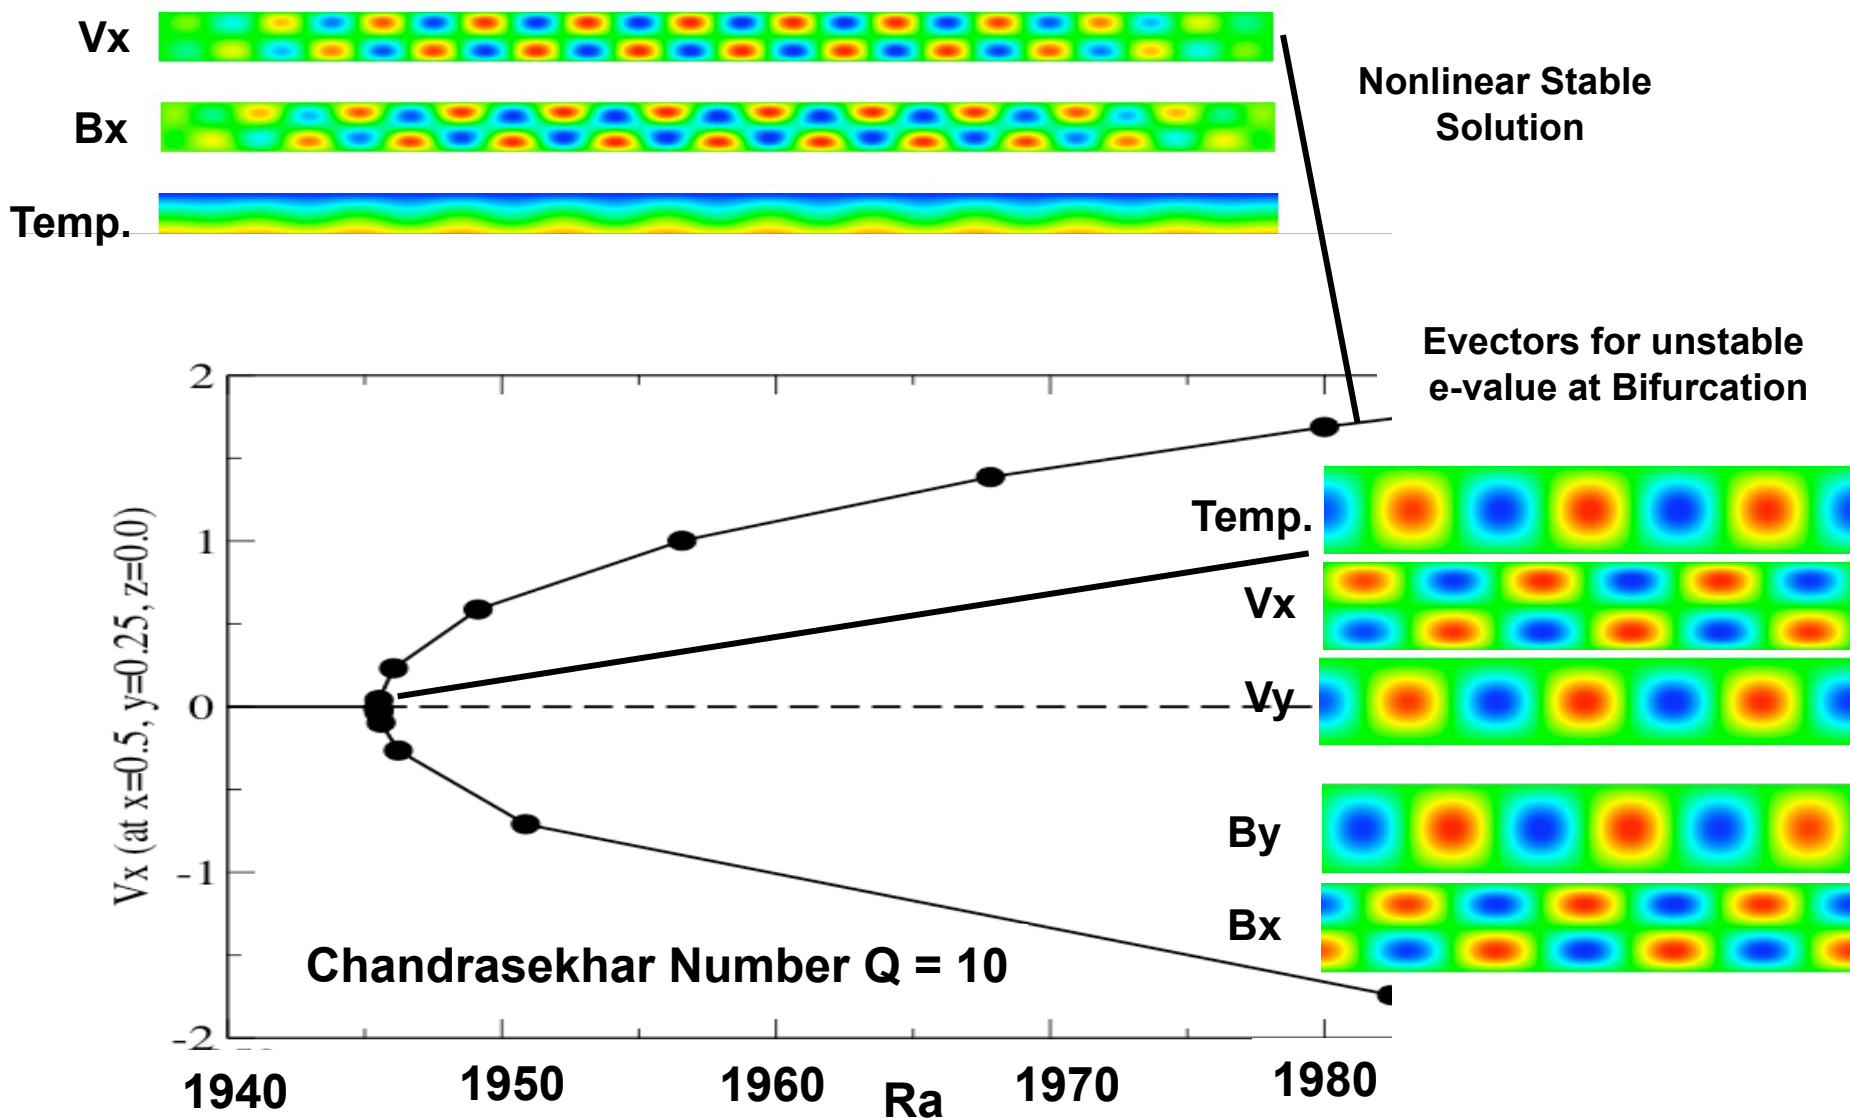 Vx
Bx
Temp.
Nonlinear Stable
Solution
Evectors for unstable
e-value at Bifurcation
2
1
0
-1
-2
Vx (at x=0.5, y=0.25, z=0.0)
Temp.
Vx
Vy
By
Bx
Chandrasekhar Number Q = 10
1940
1950
1960
1970
1980
Ra